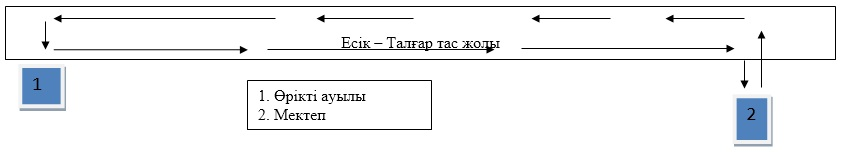 Есік – Талғар тас жолы
1
1. Өрікті ауылы
2. Мектеп
2